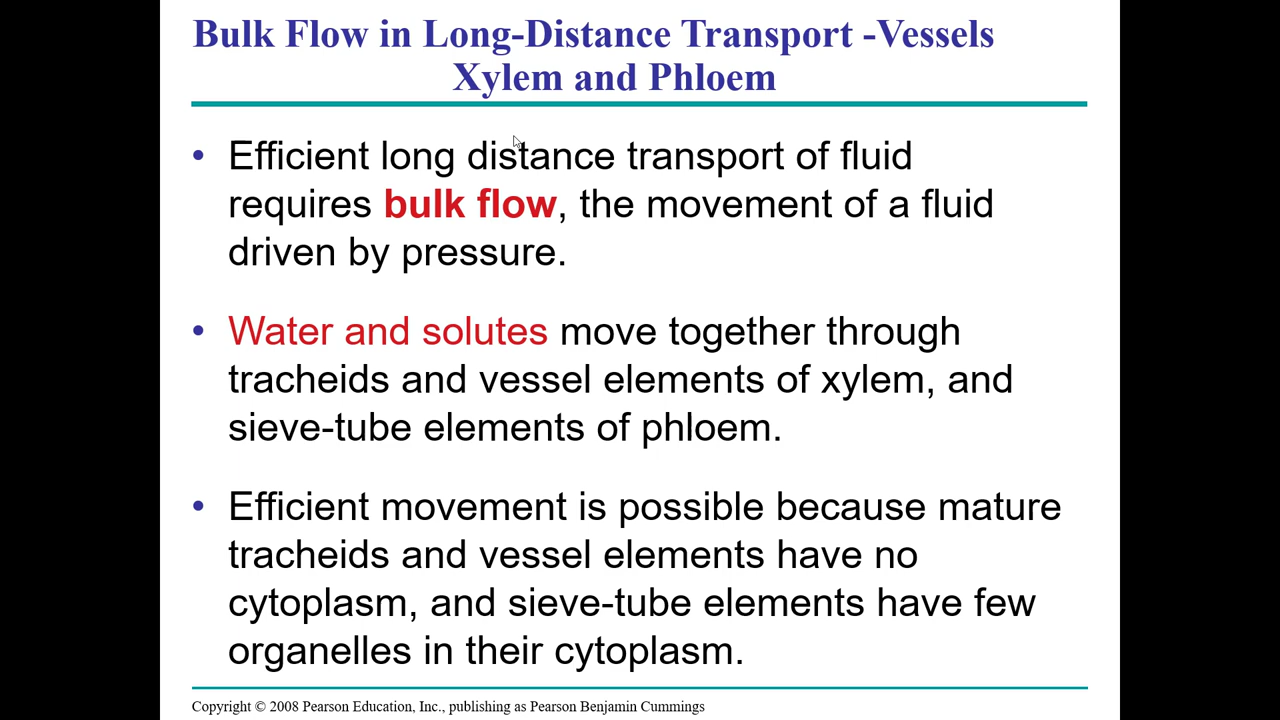 Bulk Flow in Long-Distance Transport -Vessels
Xylem and Phloem
• Efficient long distance transport of fluid
requires bulk flow, the movement of a fluid
driven by pressure.
• Water and solutes move together through
tracheids and vessel elements of xylem, and
sieve-tube elements of phloem.
• Efficient movement is possible because mature
tracheids and vessel elements have no
cytoplasm, and sieve-tube elements have few
organelles in their cytoplasm.
Copyright © 2008 Pearson Education, Inc., publishing as Pearson Benjamin Cummings